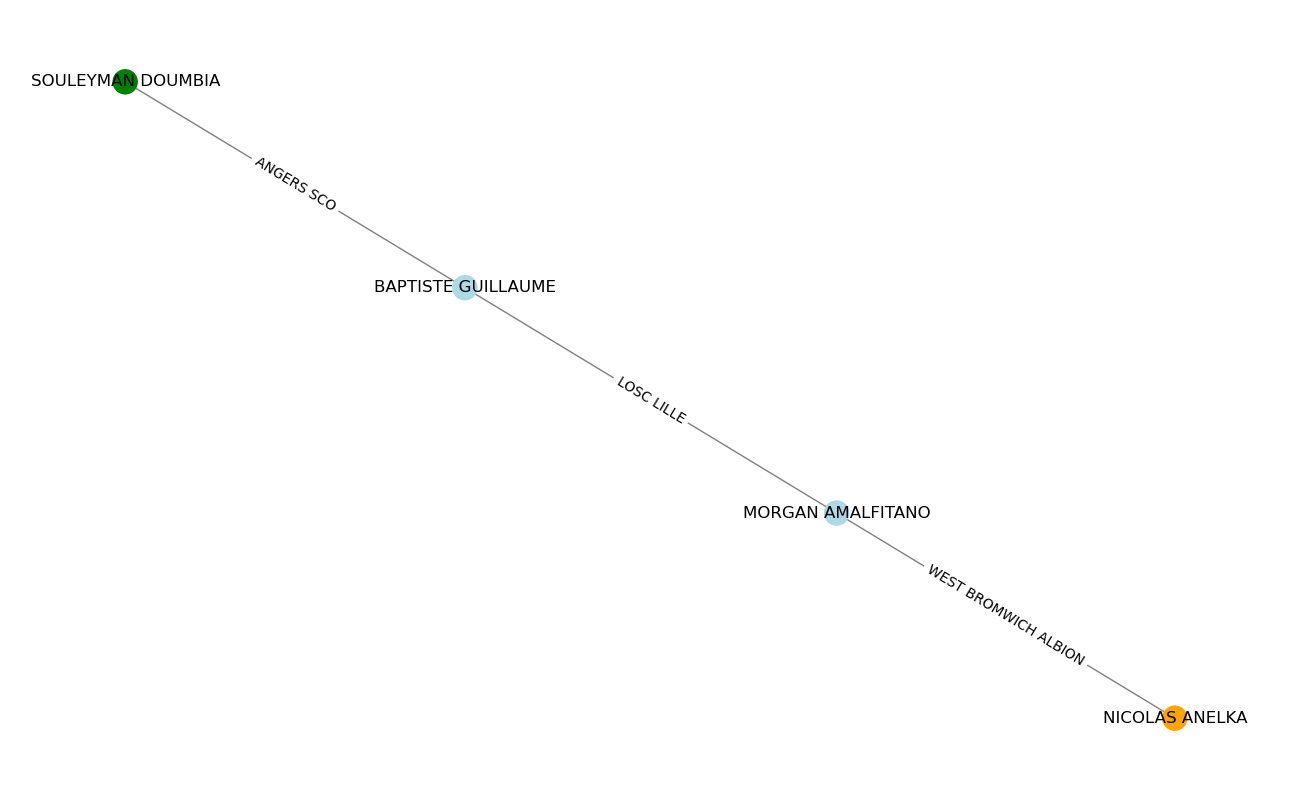 SOULEYMAN DOUMBIA
ANGERS SCO
BAPTISTE GUILLAUME
LOSC LILLE
MORGAN AMALFITANO
WEST BROMWICH ALBION
NICOLAS ANELKA